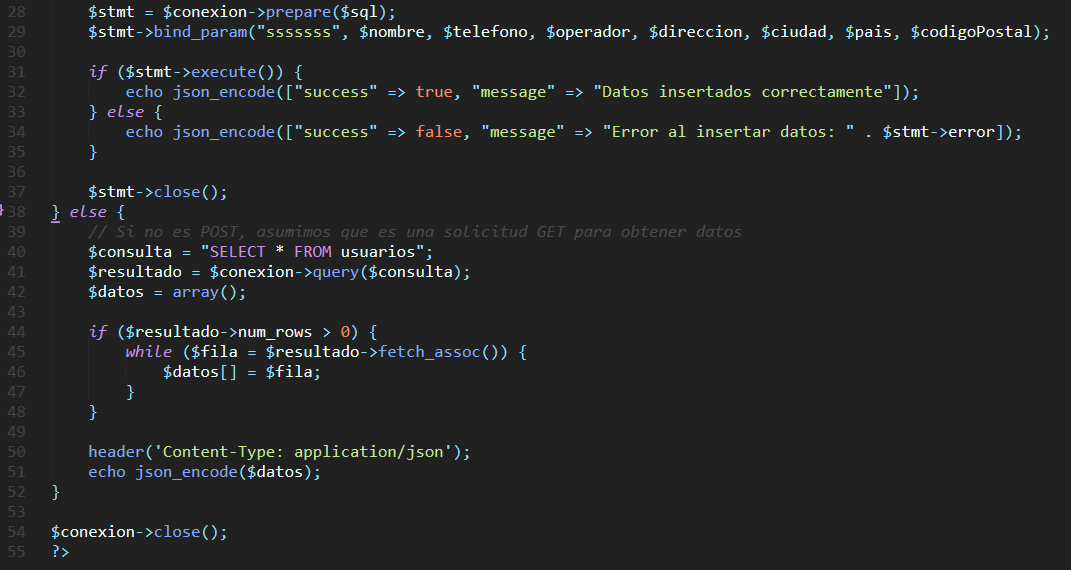 28 $stmt = $conexion->prepare($sql);
29 $stmt->bind_param("sssssss", $nombre, $telefono, $operador, $direccion, $ciudad, $pais, $codigoPostal);
30
31 if ($stmt->execute()) {
32 echo json_encode(["success" => true, "message" => "Datos insertados correctamente"]);
33 } else {
34 echo json_encode(["success" => false, "message" => "Error al insertar datos: " . $stmt->error]);
35 }
36
37 $stmt->close();
38 } else {
39 // Si no es POST, asumimos que es una solicitud GET para obtener datos
40 $consulta = "SELECT * FROM usuarios";
41 $resultado = $conexion->query($consulta);
42 $datos = array();
43
44 if ($resultado->num_rows > 0) {
45 while ($fila = $resultado->fetch_assoc()) {
46 $datos[] = $fila;
47 }
48 }
49
50 header('Content-Type: application/json');
51 echo json_encode($datos);
52 }
53
54 $conexion->close();
55 ?>